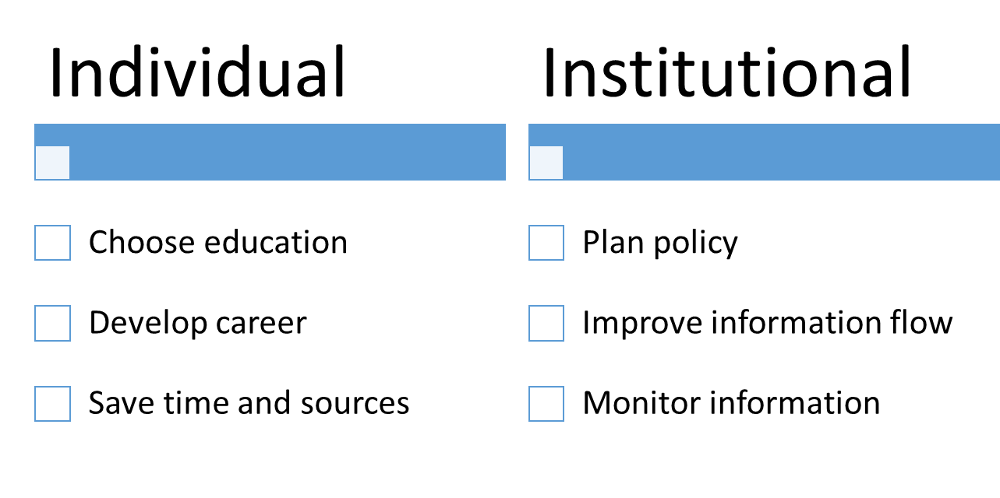 Individual
Choose education
Develop career
Save time and sources
Institutional
Plan policy
Improve information flow
Monitor information